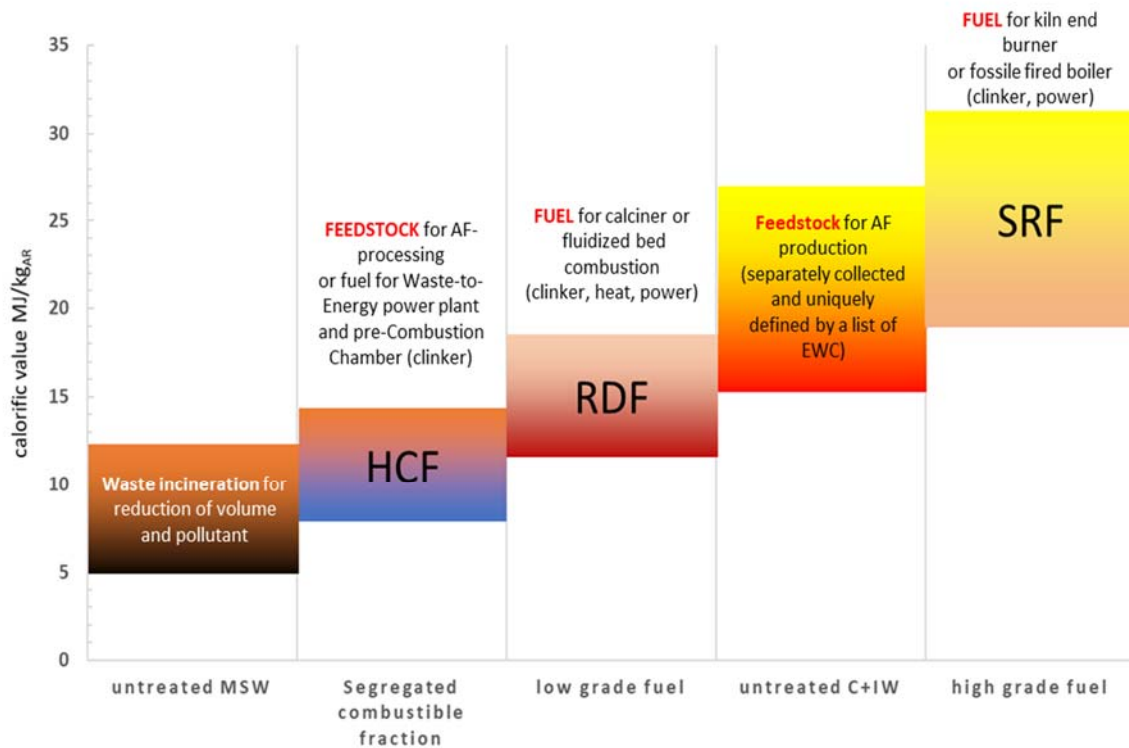 FUEL for kiln end
burner
or fossile fired boiler
(clinker, power)
calorific value MJ/kgAR
35
30
25
20
15
10
5
0
Waste incineration for
reduction of volume
and pollutant
FEEDSTOCK for AF-
processing
or fuel for Waste-to-
Energy power plant
and pre-Combustion
Chamber (clinker)
HCF
FUEL for calciner or
fluidized bed
combustion
(clinker, heat, power)
RDF
Feedstock for AF
production
(separately collected
and uniquely
defined by a list of
EWC)
SRF
untreated MSW
Segregated
combustible
fraction
low grade fuel
untreated C+IW
high grade fuel